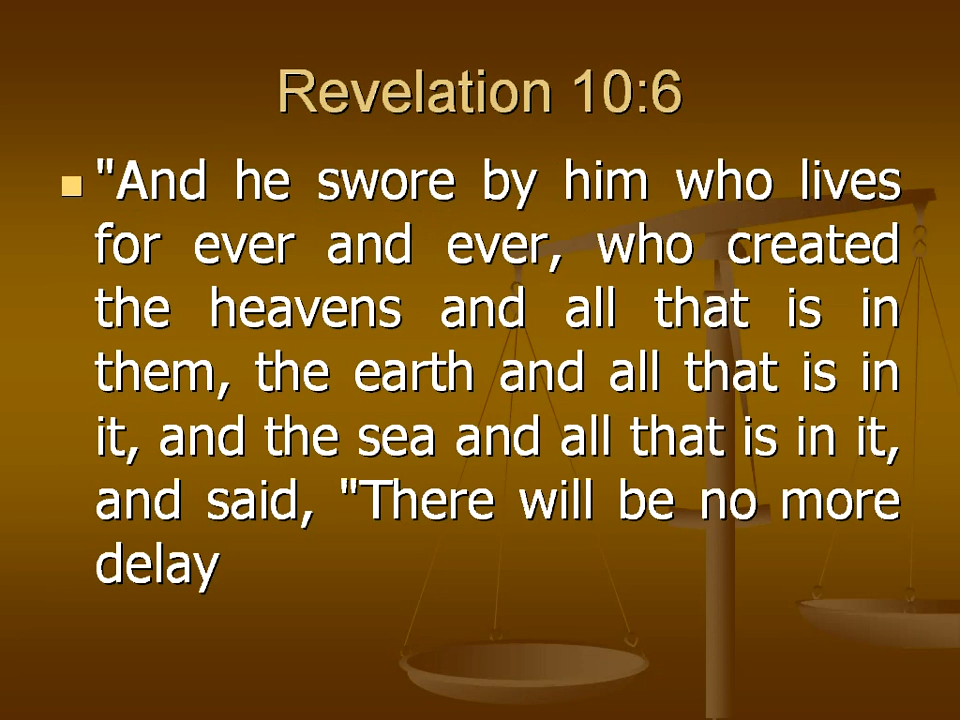 Revelation 10:6
"And he swore by him who lives
for ever and ever, who created
the heavens and all that is in
them, the earth and all that is in
it, and the sea and all that is in it,
and said, "There will be no more
delay